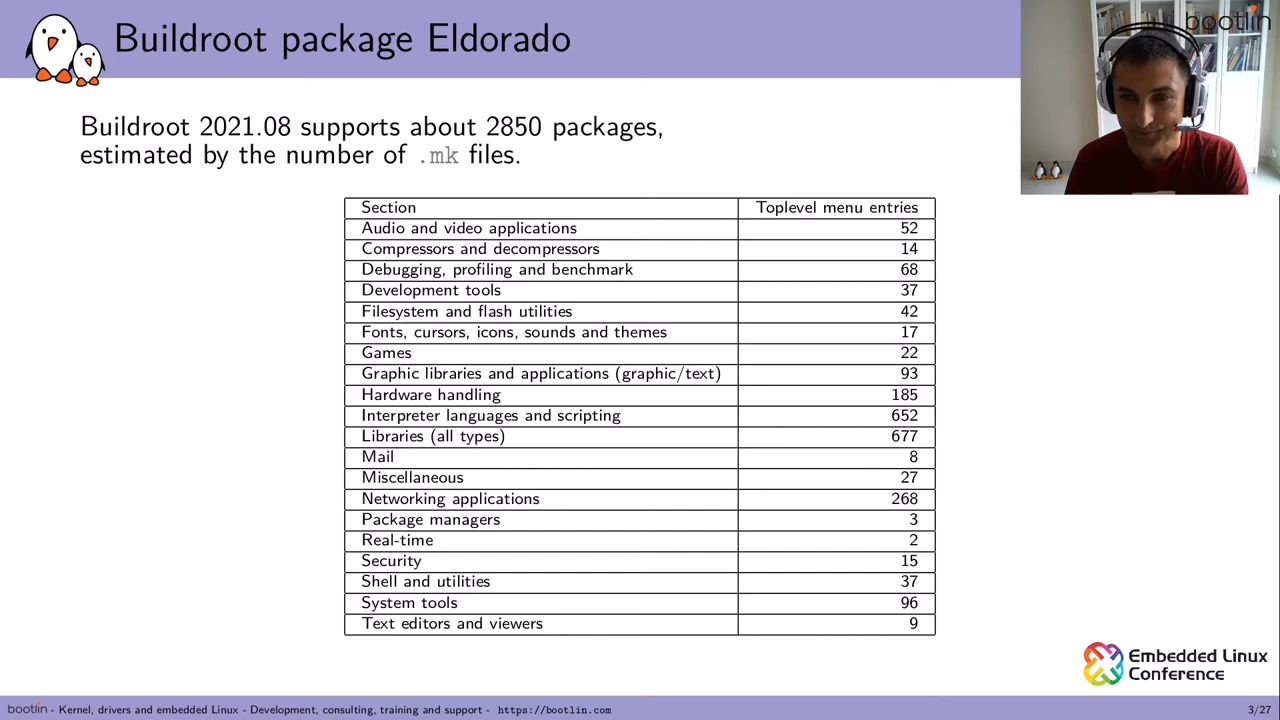 Buildroot package Eldorado
bootlin
Buildroot 2021.08 supports about 2850 packages,
estimated by the number of .mk files.
Section Toplevel menu entries
Audio and video applications 52
Compressors and decompressors 14
Debugging, profiling and benchmark 68
Development tools 37
Filesystem and flash utilities 42
Fonts, cursors, icons, sounds and themes 17
Games 22
Graphic libraries and applications (graphic/text) 93
Hardware handling 185
Interpreter languages and scripting 652
Libraries (all types) 677
Mail 8
Miscellaneous 27
Networking applications 268
Package managers 3
Real-time 2
Security 15
Shell and utilities 37
System tools 96
Text editors and viewers 9
Embedded Linux
Conference
bootlin - Kernel, drivers and embedded Linux - Development, consulting, training and support - https://bootlin.com 3/27